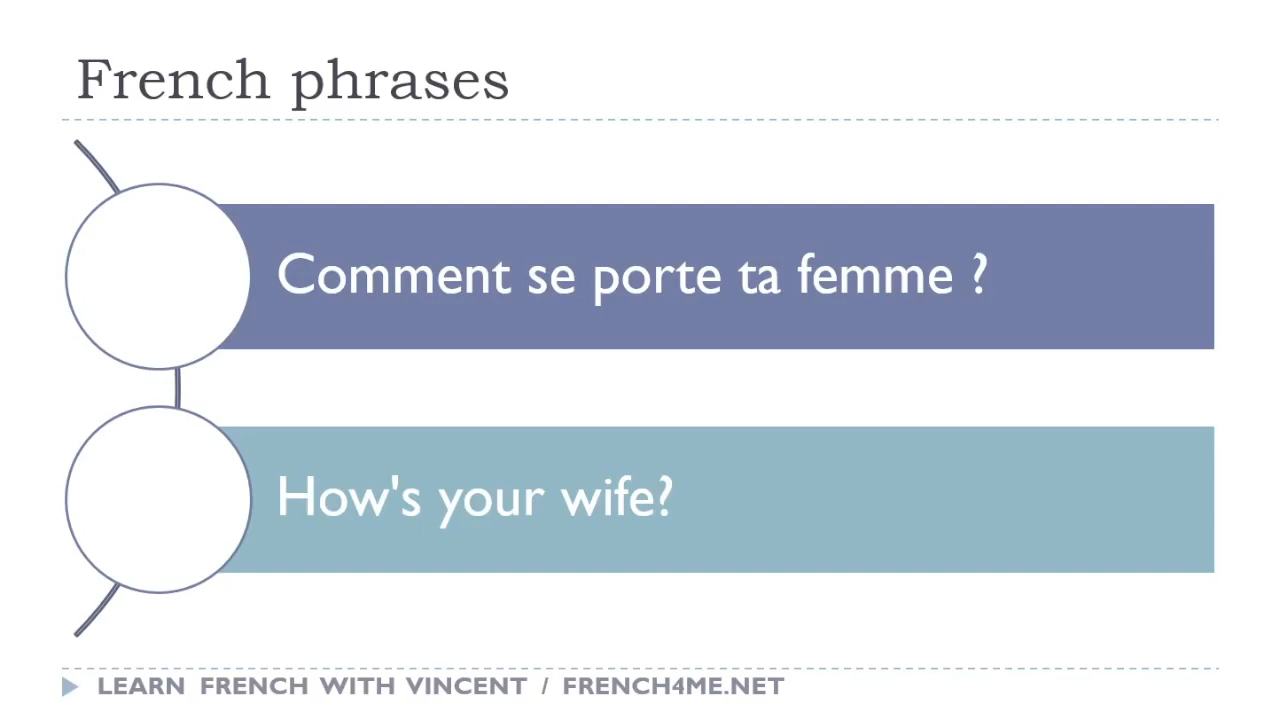 French phrases
Comment se porte ta femme ?
How's your wife?
LEARN FRENCH WITH VINCENT / FRENCH4ME.NET